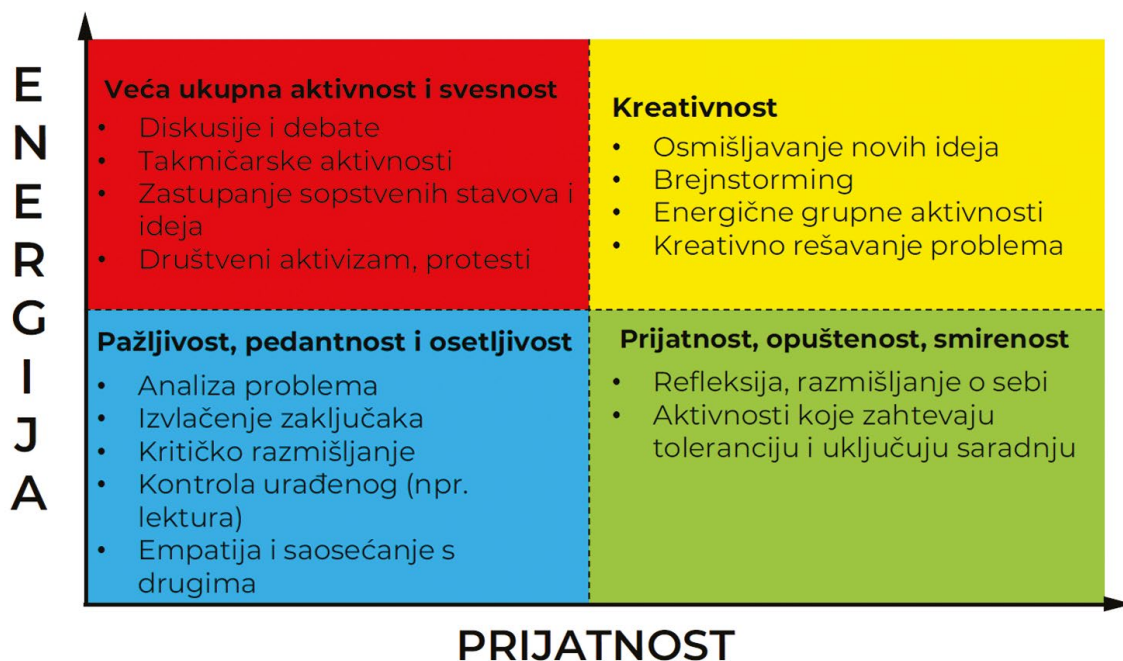 ENERGIJA
Veća ukupna aktivnost i svesnost
• Diskusije i debate
• Takmičarske aktivnosti
• Zastupanje sopstvenih stavova i
ideja
• Društveni aktivizam, protesti
Kreativnost
• Osmišljavanje novih ideja
• Brejnstorming
• Energične grupne aktivnosti
• Kreativno rešavanje problema
Pažljivost, pedantnost i osetljivost
• Analiza problema
• Izvlačenje zaključaka
• Kritičko razmišljanje
• Kontrola urađenog (npr.
lektura)
• Empatija i saosećanje s
drugima
Prijatnost, opuštenost, smirenost
• Refleksija, razmišljanje o sebi
• Aktivnosti koje zahtevaju
toleranciju i uključuju saradnju
PRIJATNOST